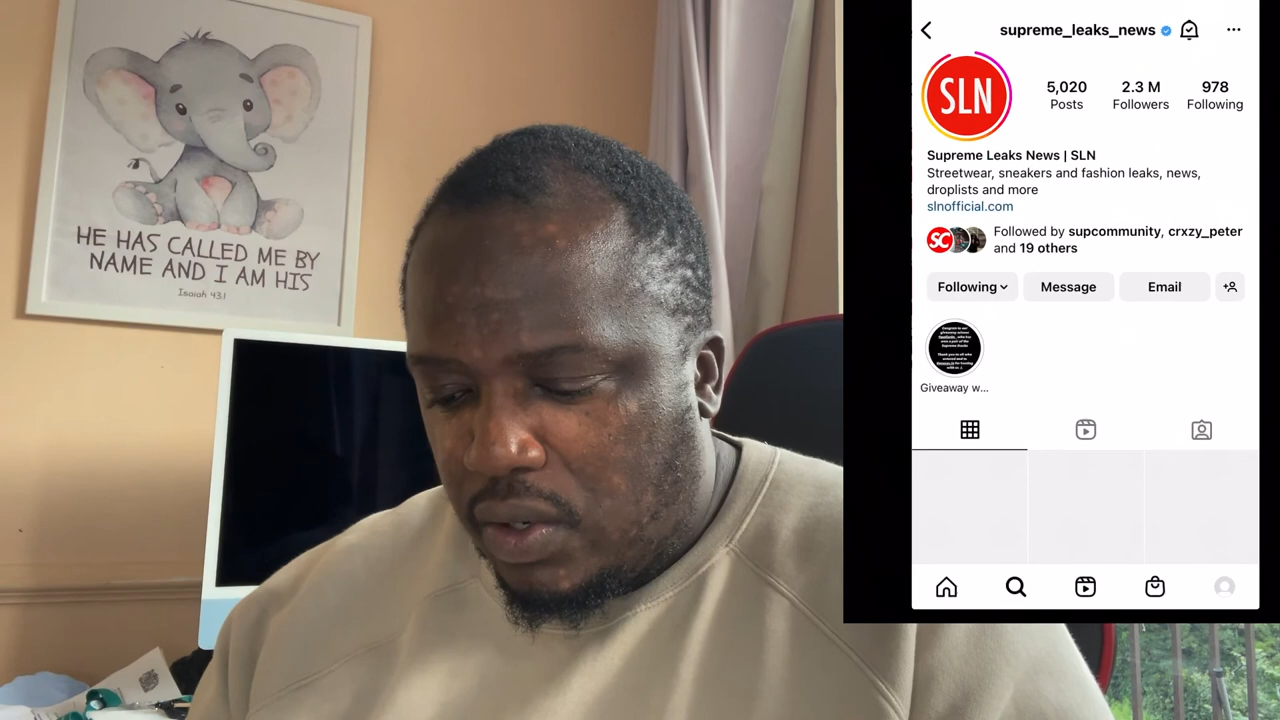 HE HAS CALLED ME BY
NAME AND I AM HIS
Isaiah 43:1
supreme_leaks_news
SLN
5,020
Posts
2.3 M
Followers
978
Following
Supreme Leaks News | SLN
Streetwear, sneakers and fashion leaks, news,
droplists and more
slnofficial.com
SC
Followed by supcommunity, crxzy_peter
and 19 others
Following
Message
Email
Giveaway w...